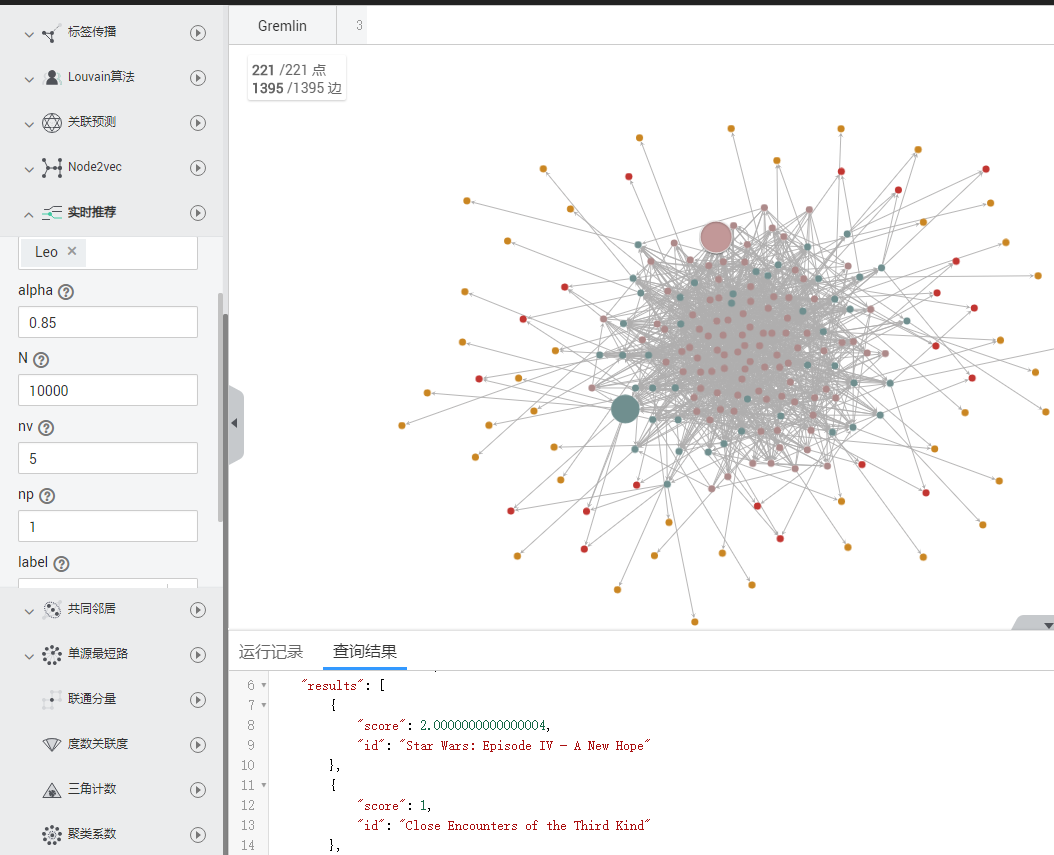 标签传播
Louvain算法
关联预测
Node2vec
实时推荐
Leo ×
alpha ?
0.85
N ?
10000
nv ?
5
np ?
1
label ?
共同邻居
单源最短路
联通分量
度数关联度
三角计数
聚类系数
Gremlin
3
221 /221 点
1395 /1395 边
运行记录 查询结果
6 "results": [
7 {
8 "score": 2.0000000000000004,
9 "id": "Star Wars: Episode IV - A New Hope"
10 },
11 {
12 "score": 1,
13 "id": "Close Encounters of the Third Kind"
14 },